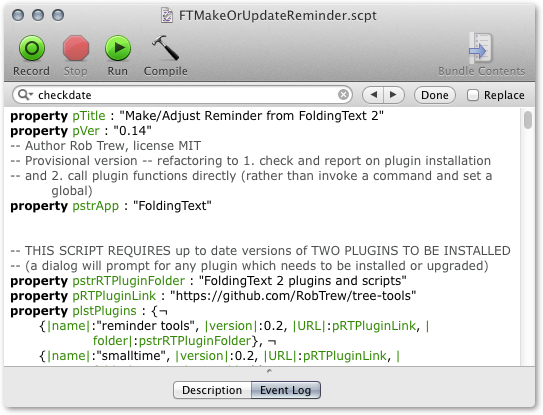 FTMakeOrUpdateReminder.scpt
Record Stop Run Compile Bundle Contents
checkdate Done Replace
property pTitle : "Make/Adjust Reminder from FoldingText 2"
property pVer : "0.14"
-- Author Rob Trew, license MIT
-- Provisional version -- refactoring to 1. check and report on plugin installation
-- and 2. call plugin functions directly (rather than invoke a command and set a
global)
property pstrApp : "FoldingText"
-- THIS SCRIPT REQUIRES up to date versions of TWO PLUGINS TO BE INSTALLED
-- (a dialog will prompt for any plugin which needs to be installed or upgraded)
property pstrRTPluginFolder : "FoldingText 2 plugins and scripts"
property pRTPluginLink : "https://github.com/RobTrew/tree-tools"
property plstPlugins : {¬
{|name|:"reminder tools", |version|:0.2, |URL|:pRTPluginLink, |
folder|:pstrRTPluginFolder}, ¬
{|name|:"smalltime", |version|:0.2, |URL|:pRTPluginLink, |
Description Event Log